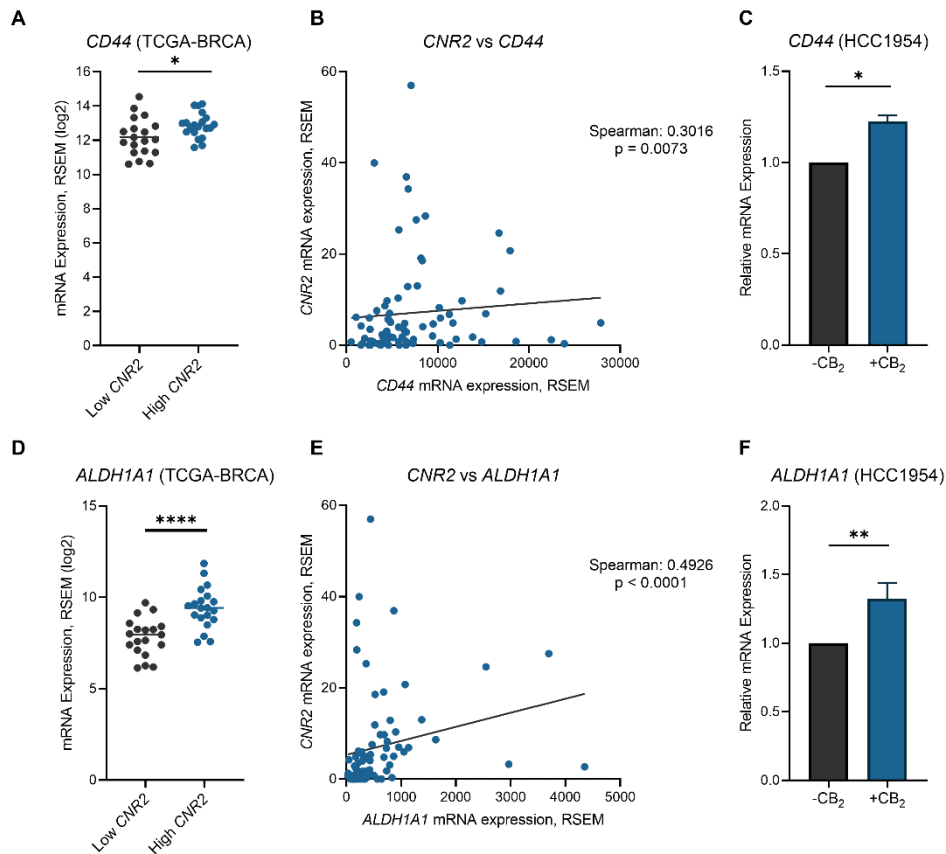 A
CD44 (TCGA-BRCA)
*
mRNA Expression, RSEM (log2)
16
14
12
10
8
6
4
2
0
Low CNR2
High CNR2
B
CNR2 vs CD44
CNR2 mRNA expression, RSEM
60
40
20
0
Spearman: 0.3016
p = 0.0073
0
10000
20000
30000
CD44 mRNA expression, RSEM
C
CD44 (HCC1954)
*
Relative mRNA Expression
1.5
1.0
0.5
0.0
-CB₂
+CB₂
D
ALDH1A1 (TCGA-BRCA)
****
mRNA Expression, RSEM (log2)
15
10
5
0
Low CNR2
High CNR2
E
CNR2 vs ALDH1A1
CNR2 mRNA expression, RSEM
60
40
20
0
Spearman: 0.4926
p < 0.0001
0
1000
2000
3000
4000
5000
ALDH1A1 mRNA expression, RSEM
F
ALDH1A1 (HCC1954)
**
Relative mRNA Expression
2.0
1.5
1.0
0.5
0.0
-CB₂
+CB₂